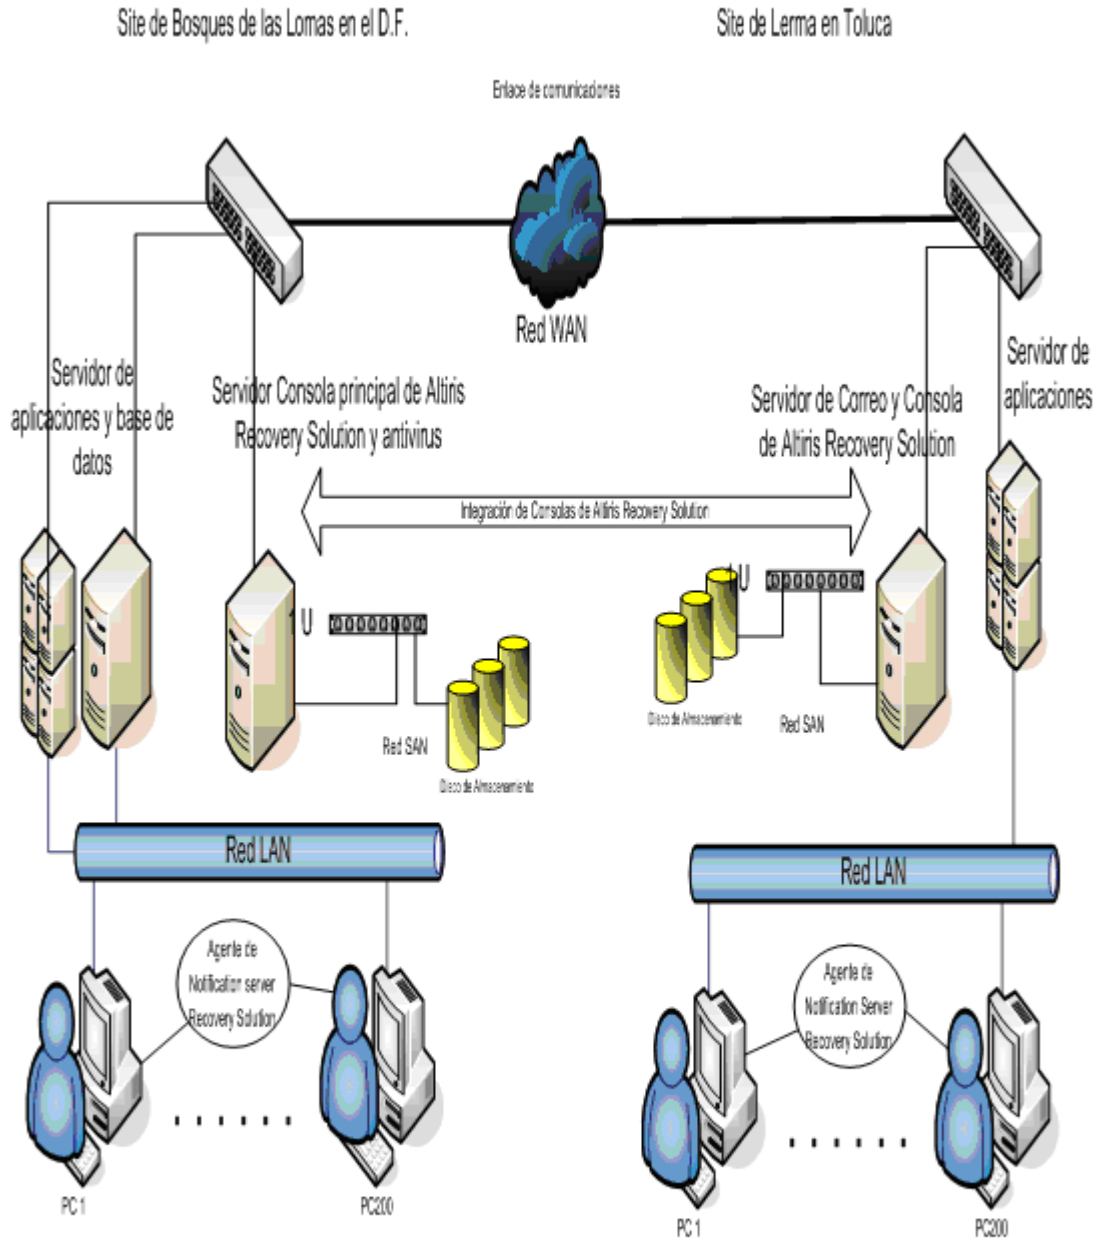 Site de Bosques de las Lomas en el D.F.
Site de Lerma en Toluca
Enlace de comunicaciones
Red WAN
Servidor de
aplicaciones y base de
datos
Servidor Consola principal de Altiris
Recovery Solution y antivirus
Servidor de Correo y Consola
de Altiris Recovery Solution
Servidor de
aplicaciones
Integración de Consolas de Altiris Recovery Solution
U
U
Red SAN
Disco de Almacenamiento
Disco de Almacenamiento
Red SAN
Red LAN
Red LAN
Agente de
Notification server
Recovery Solution
Agente de
Notification Server
Recovery Solution
PC 1
PC200
PC 1
PC200